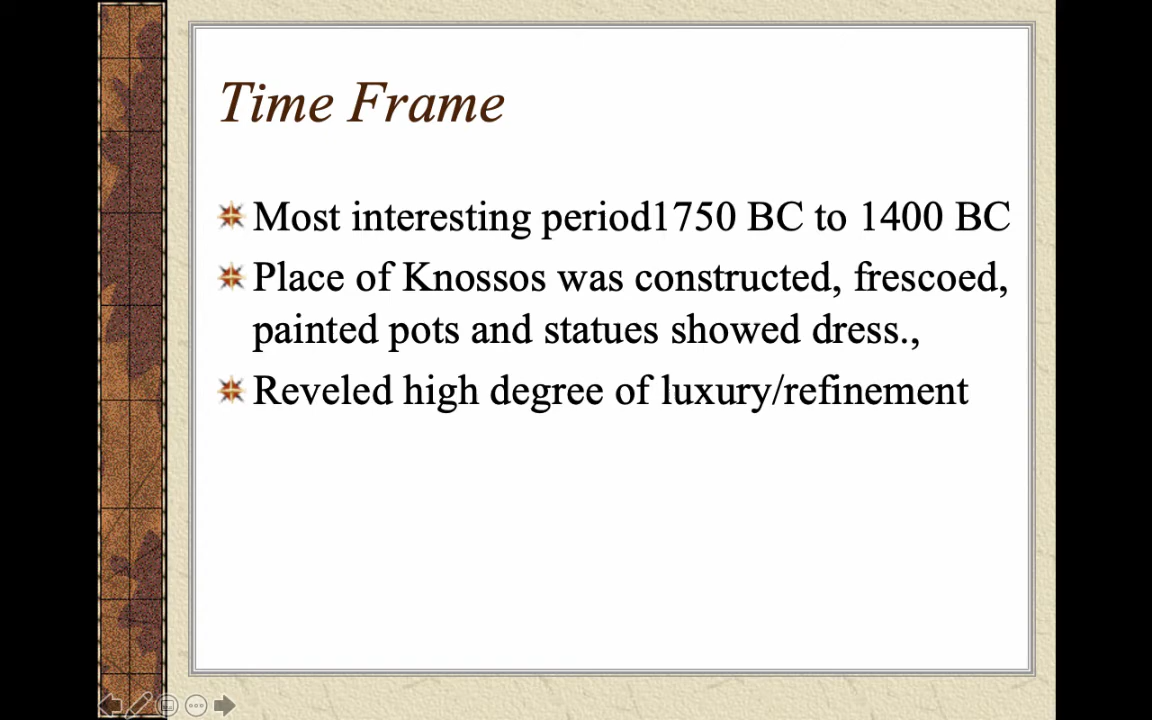 Time Frame
Most interesting period1750 BC to 1400 BC
Place of Knossos was constructed, frescoed,
painted pots and statues showed dress.,
Reveled high degree of luxury/refinement